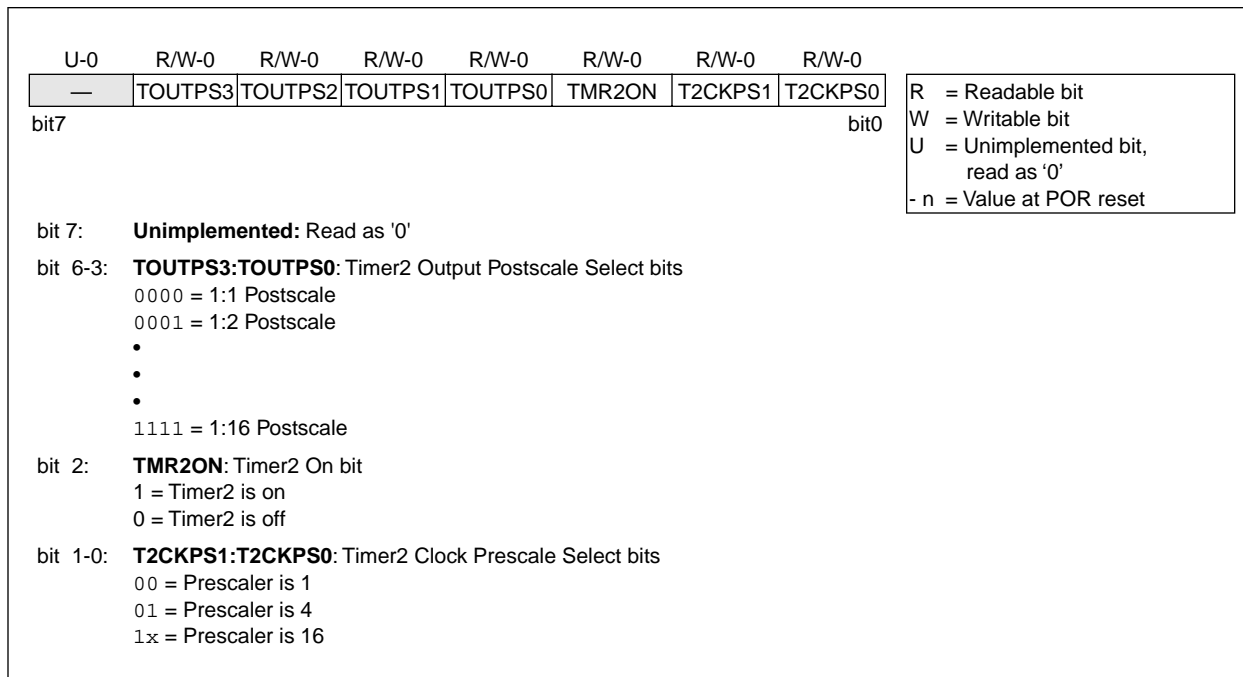 U-0 R/W-0 R/W-0 R/W-0 R/W-0 R/W-0 R/W-0 R/W-0
— TOUTPS3 TOUTPS2 TOUTPS1 TOUTPS0 TMR2ON T2CKPS1 T2CKPS0
bit7 bit0
R = Readable bit
W = Writable bit
U = Unimplemented bit,
read as ‘0’
- n = Value at POR reset
bit 7: Unimplemented: Read as '0'
bit 6-3: TOUTPS3:TOUTPS0: Timer2 Output Postscale Select bits
0000 = 1:1 Postscale
0001 = 1:2 Postscale
•
•
•
1111 = 1:16 Postscale
bit 2: TMR2ON: Timer2 On bit
1 = Timer2 is on
0 = Timer2 is off
bit 1-0: T2CKPS1:T2CKPS0: Timer2 Clock Prescale Select bits
00 = Prescaler is 1
01 = Prescaler is 4
1x = Prescaler is 16